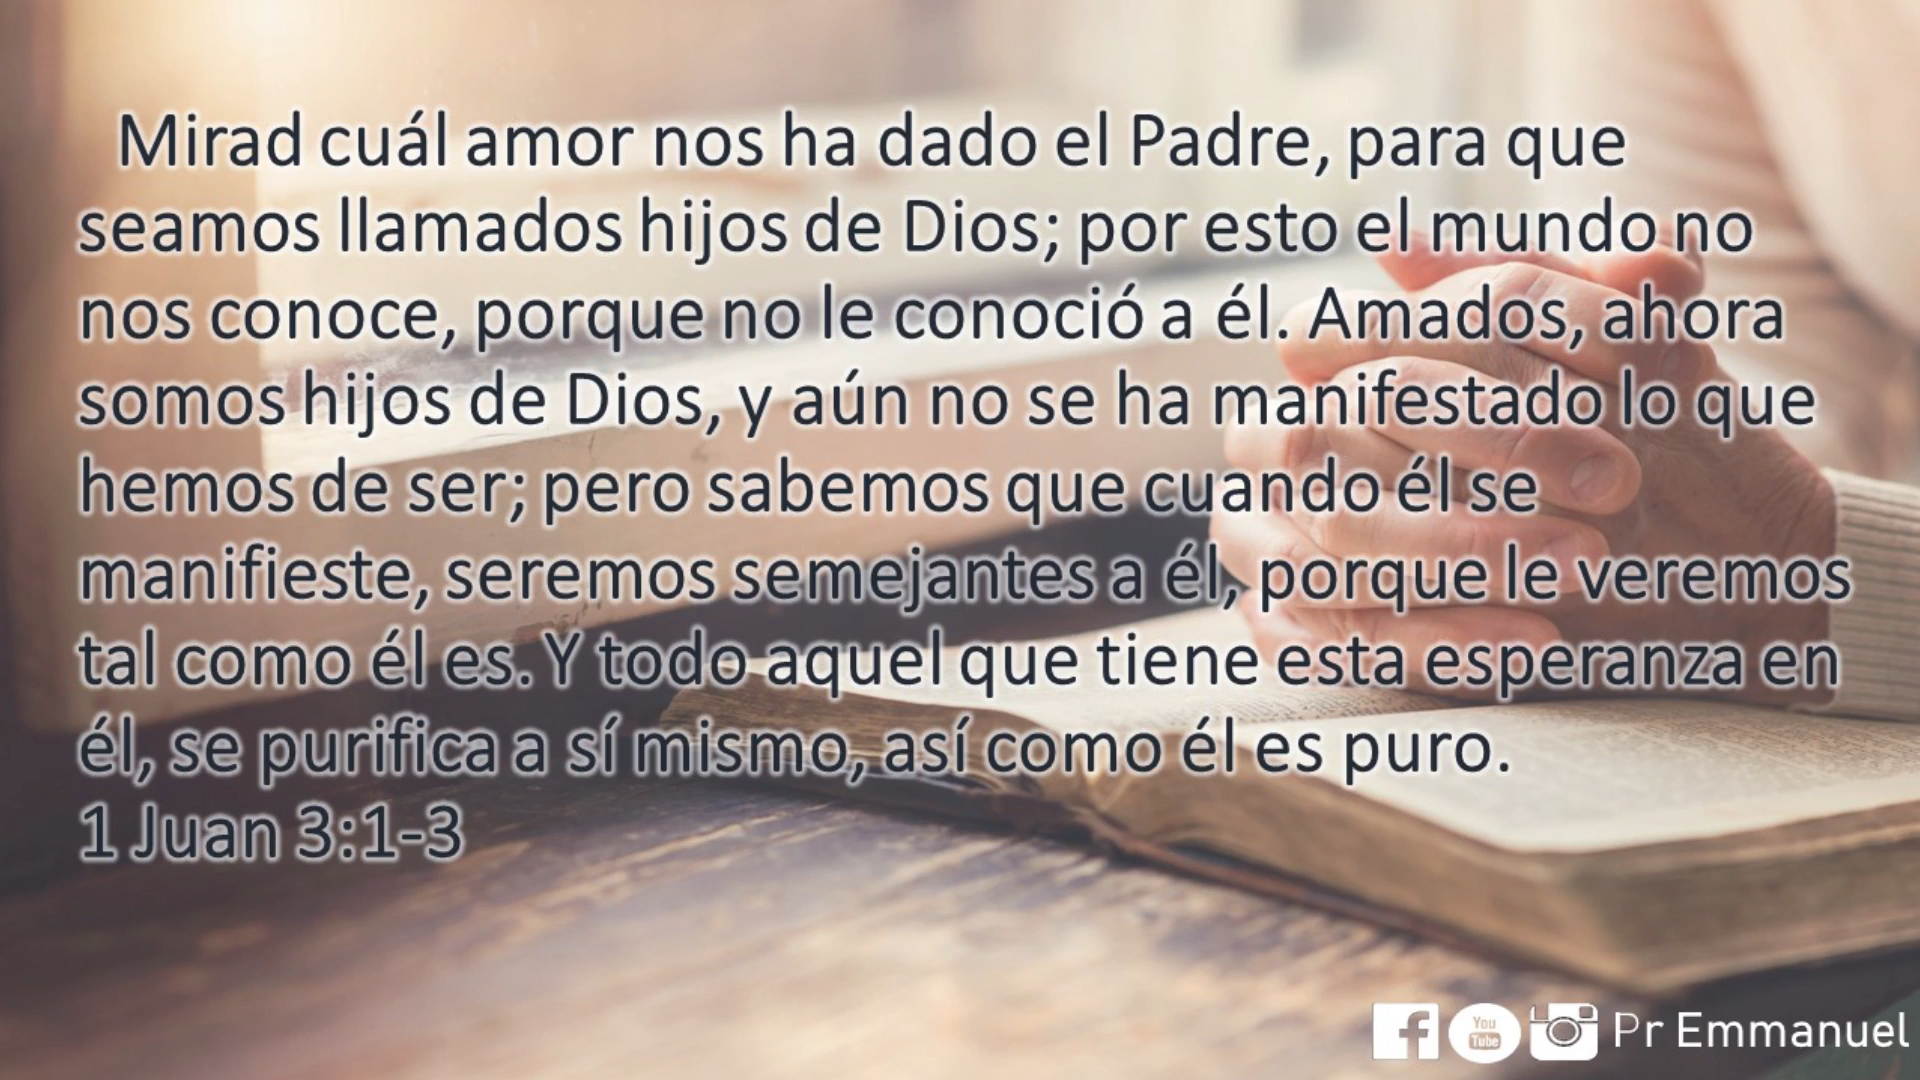 Mirad cuál amor nos ha dado el Padre, para que
seamos llamados hijos de Dios; por esto el mundo no
nos conoce, porque no le conoció a él. Amados, ahora
somos hijos de Dios, y aún no se ha manifestado lo que
hemos de ser; pero sabemos que cuando él se
manifieste, seremos semejantes a él, porque le veremos
tal como él es. Y todo aquel que tiene esta esperanza en
él, se purifica a sí mismo, así como él es puro.
1 Juan 3:1-3
f You Tube Pr Emmanuel